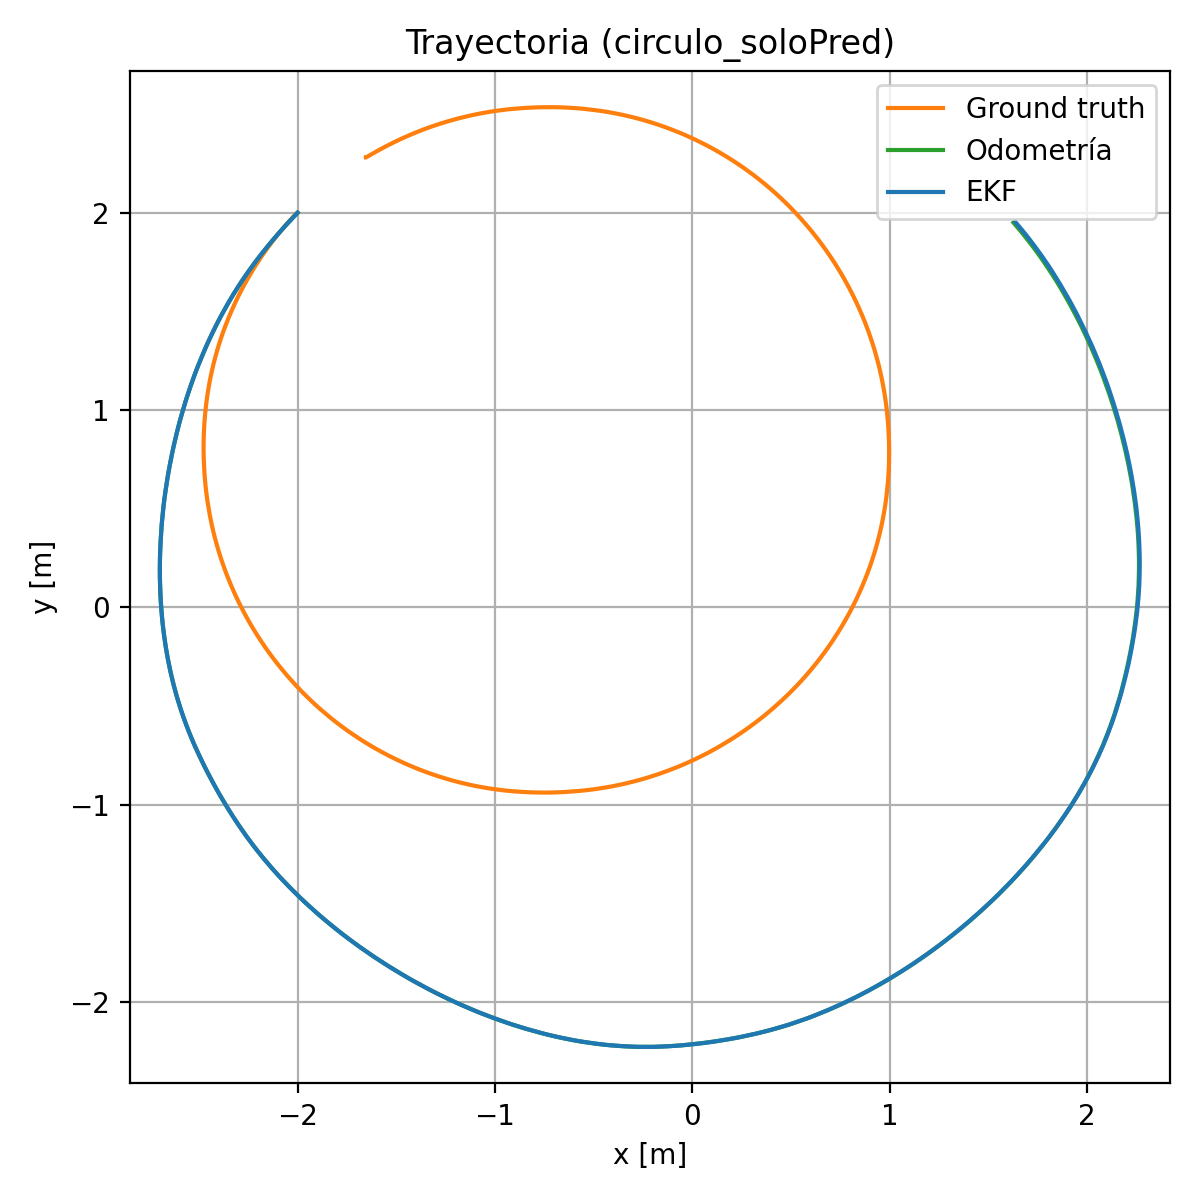 Trayectoria (circulo_soloPred)
Ground truth
Odometría
EKF
2
1
0
−1
−2
y [m]
−2
−1
0
1
2
x [m]